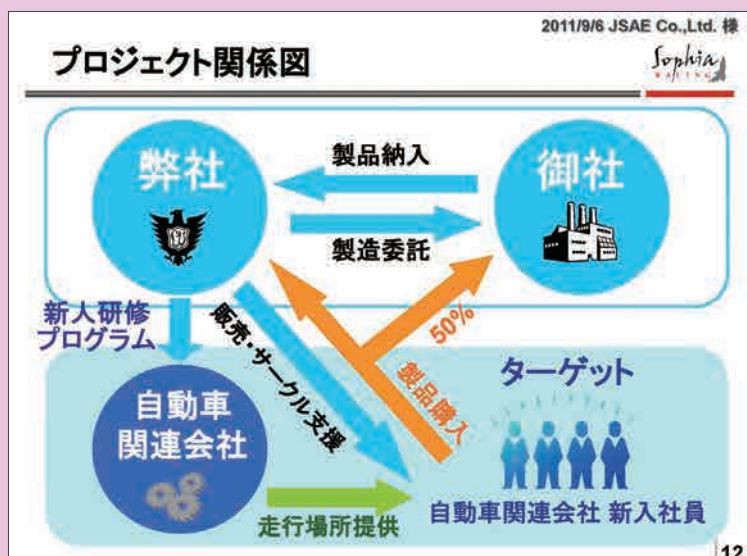 2011/9/6 JSAE Co.,Ltd. 様
プロジェクト関係図
Sophia
RACING
弊社
製品納入
御社
製造委託
新人研修
プログラム
販売・サークル支援
50%
製品購入
ターゲット
自動車
関連会社
走行場所提供
自動車関連会社 新入社員
12